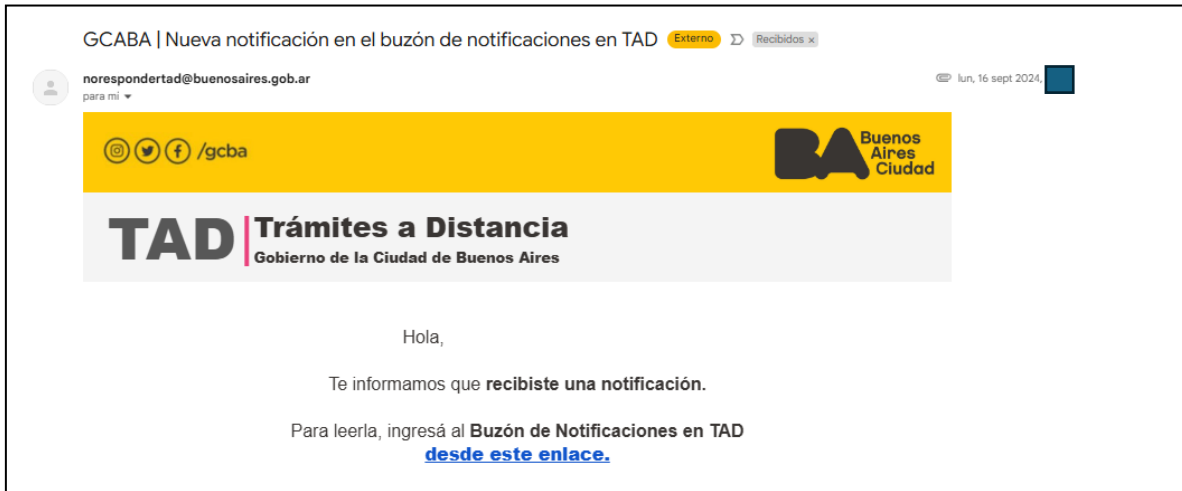 GCABA | Nueva notificación en el buzón de notificaciones en TAD Externo Recibidos x
norespondertad@buenosaires.gob.ar lun, 16 sept 2024,
para mí
/gcba
BA Buenos
Aires
Ciudad
TAD Trámites a Distancia
Gobierno de la Ciudad de Buenos Aires
Hola,
Te informamos que recibiste una notificación.
Para leerla, ingresá al Buzón de Notificaciones en TAD
desde este enlace.